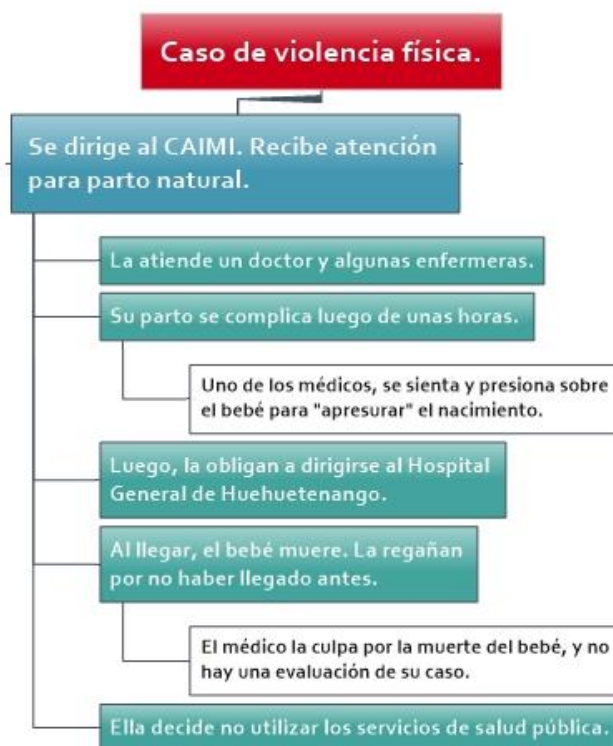 Caso de violencia física.
Se dirige al CAIMI. Recibe atención
para parto natural.
La atiende un doctor y algunas enfermeras.
Su parto se complica luego de unas horas.
Uno de los médicos, se sienta y presiona sobre
el bebé para "apresurar" el nacimiento.
Luego, la obligan a dirigirse al Hospital
General de Huehuetenango.
Al llegar, el bebé muere. La regañan
por no haber llegado antes.
El médico la culpa por la muerte del bebé, y no
hay una evaluación de su caso.
Ella decide no utilizar los servicios de salud pública.